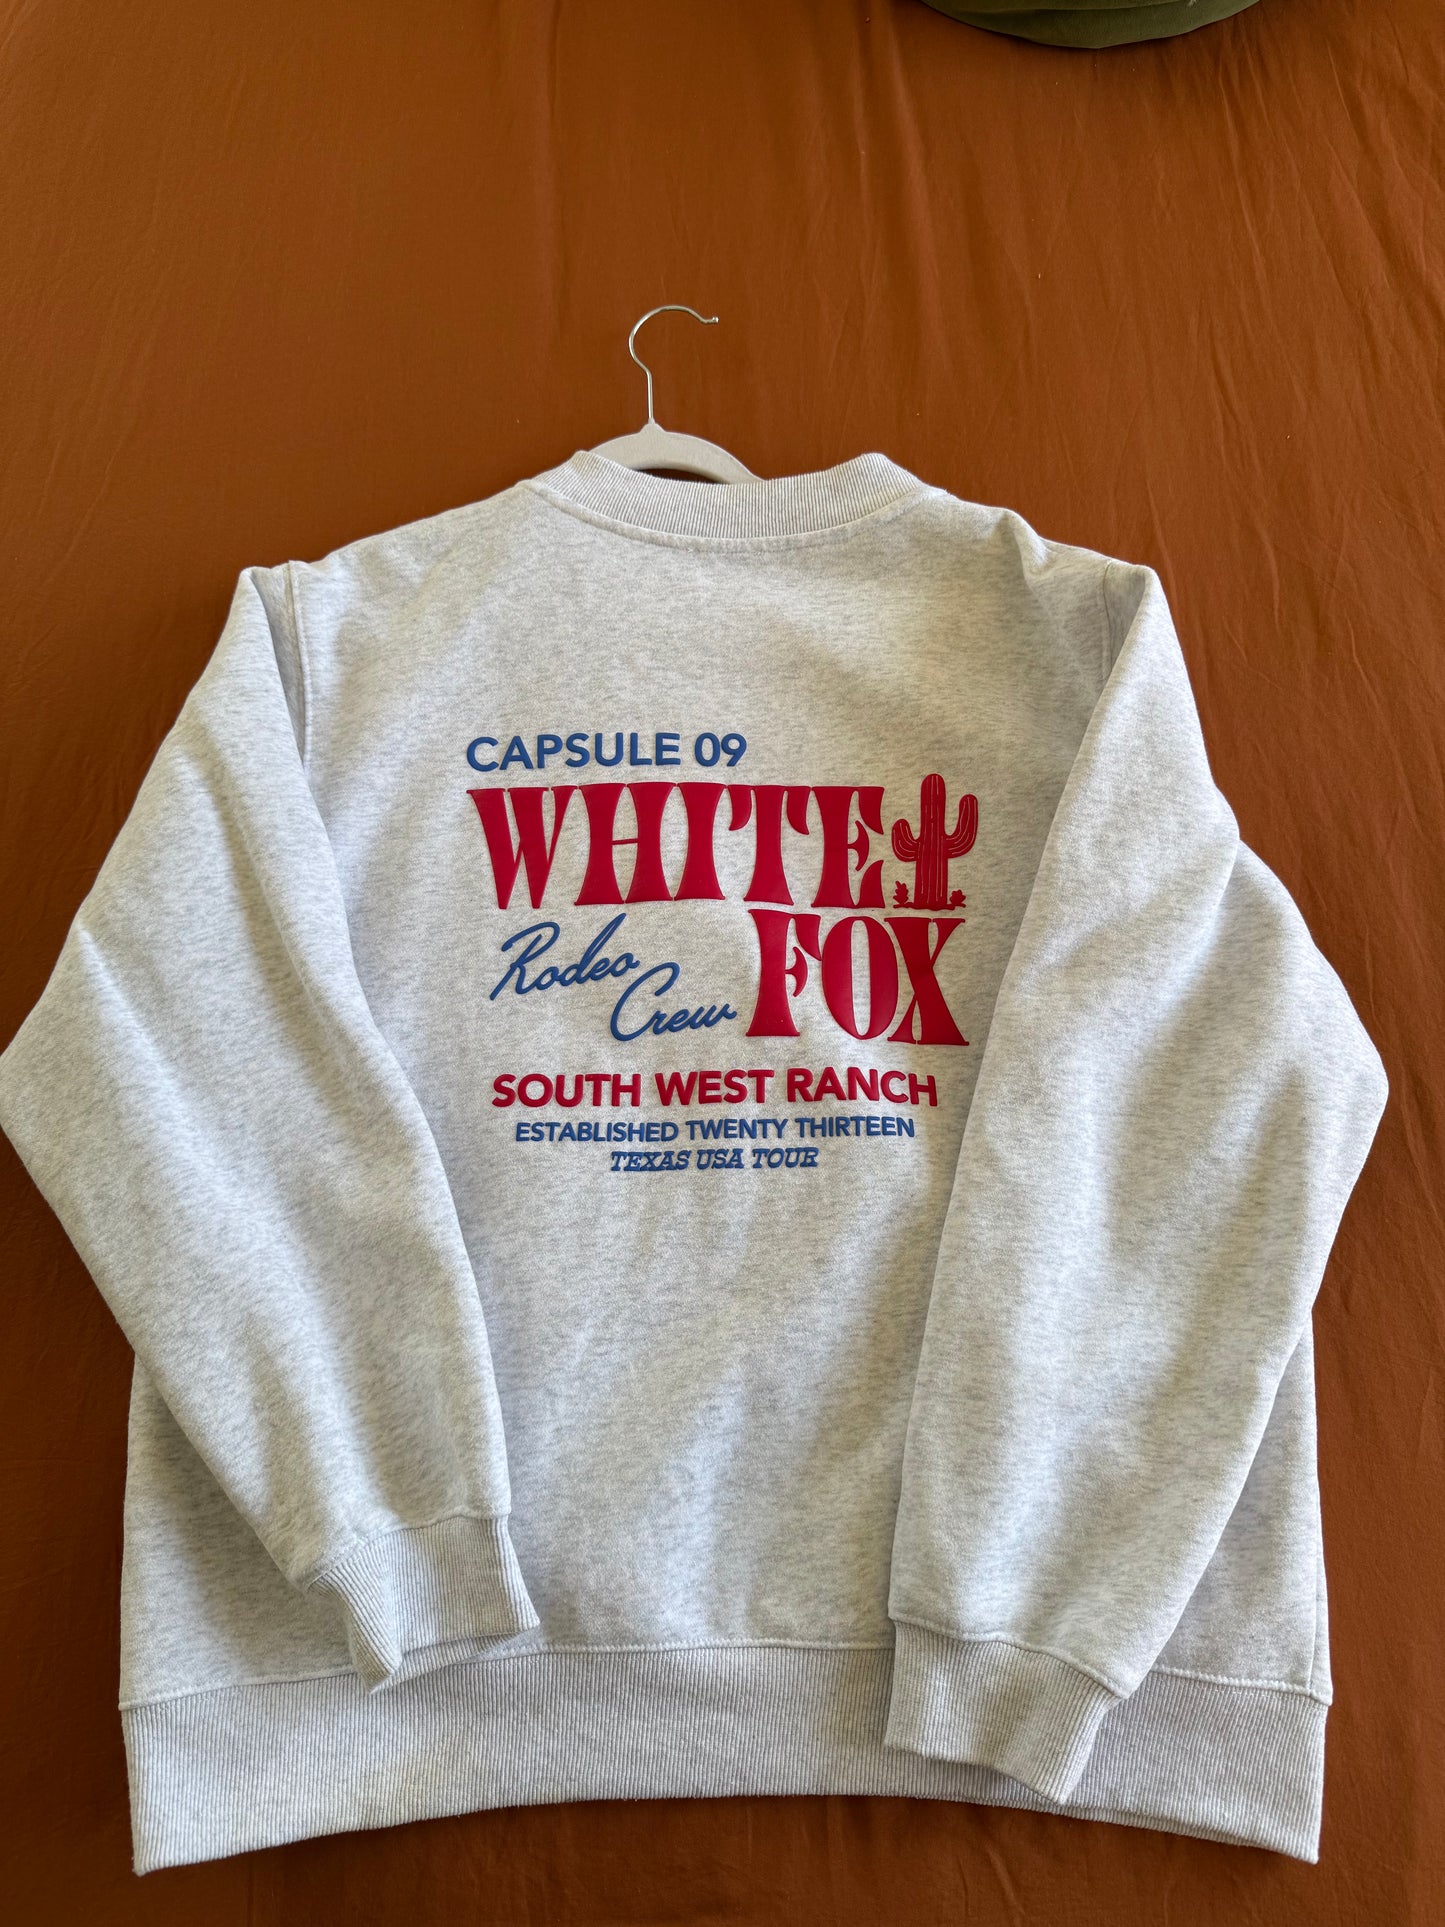 CAPSULE 09
WHITE
FOX
Rodeo
Crew
SOUTH WEST RANCH
ESTABLISHED TWENTY THIRTEEN
TEXAS USA TOUR